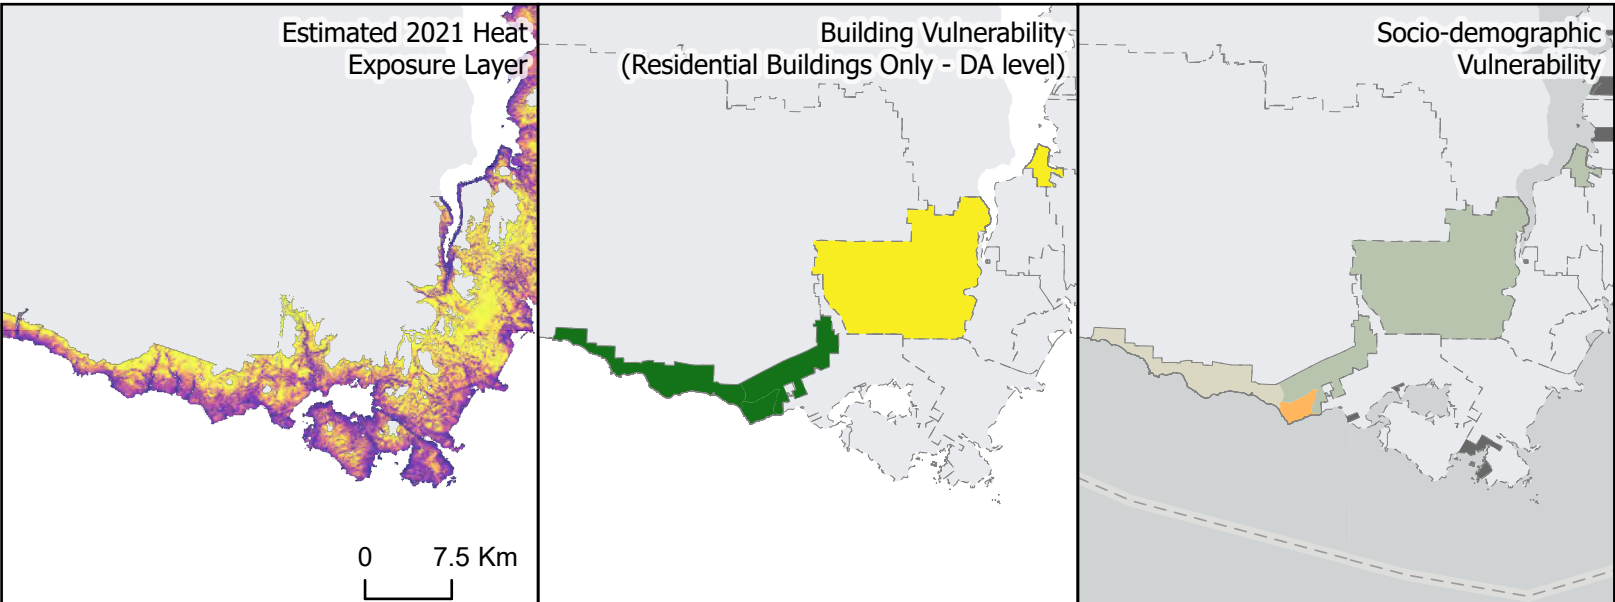 Estimated 2021 Heat
Exposure Layer
Building Vulnerability
(Residential Buildings Only - DA level)
Socio-demographic
Vulnerability
0 7.5 Km